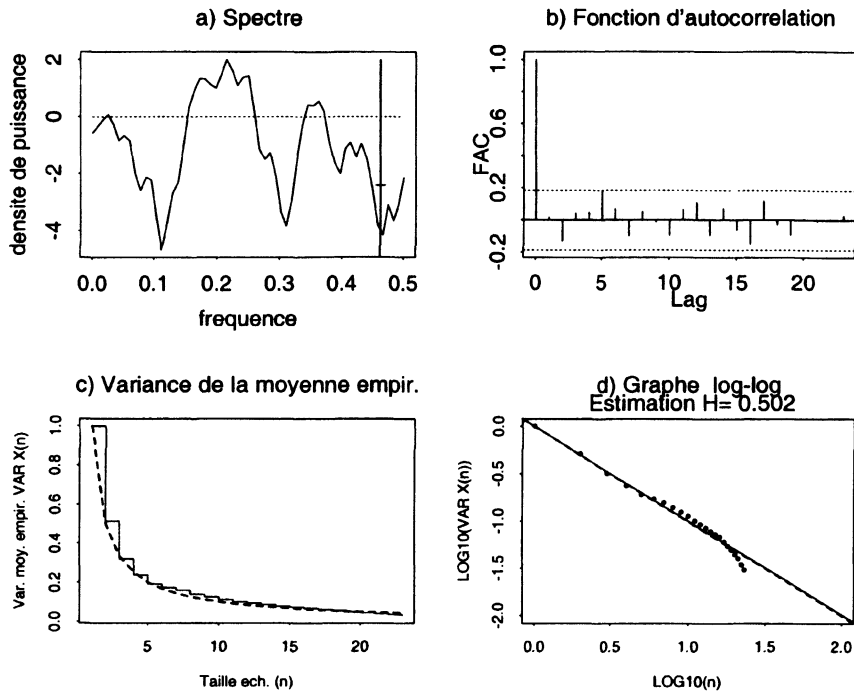 a) Spectre
densite de puissance
2
0
-2
-4
0.0 0.1 0.2 0.3 0.4 0.5
frequence
b) Fonction d'autocorrelation
FAC
1.0
0.6
0.2
-0.2
0 5 10 15 20
Lag
c) Variance de la moyenne empir.
Var. moy. empir. VAR X(n)
1.0
0.8
0.6
0.4
0.2
0.0
5 10 15 20
Taille ech. (n)
d) Graphe log-log
Estimation H= 0.502
LOG10(VAR X(n))
0.0
-0.5
-1.0
-1.5
-2.0
0.0 0.5 1.0 1.5 2.0
LOG10(n)